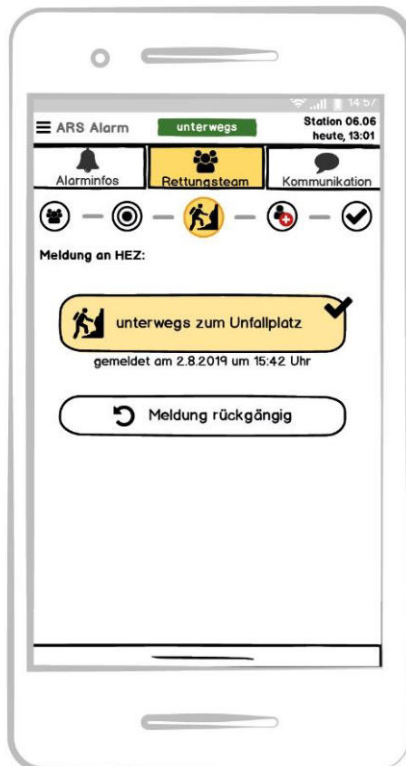 14:57
ARS Alarm
unterwegs
Station 06.06
heute, 13:01
Alarminfos
Rettungsteam
Kommunikation
Meldung an HEZ:
unterwegs zum Unfallplatz
gemeldet am 2.8.2019 um 15:42 Uhr
Meldung rückgängig